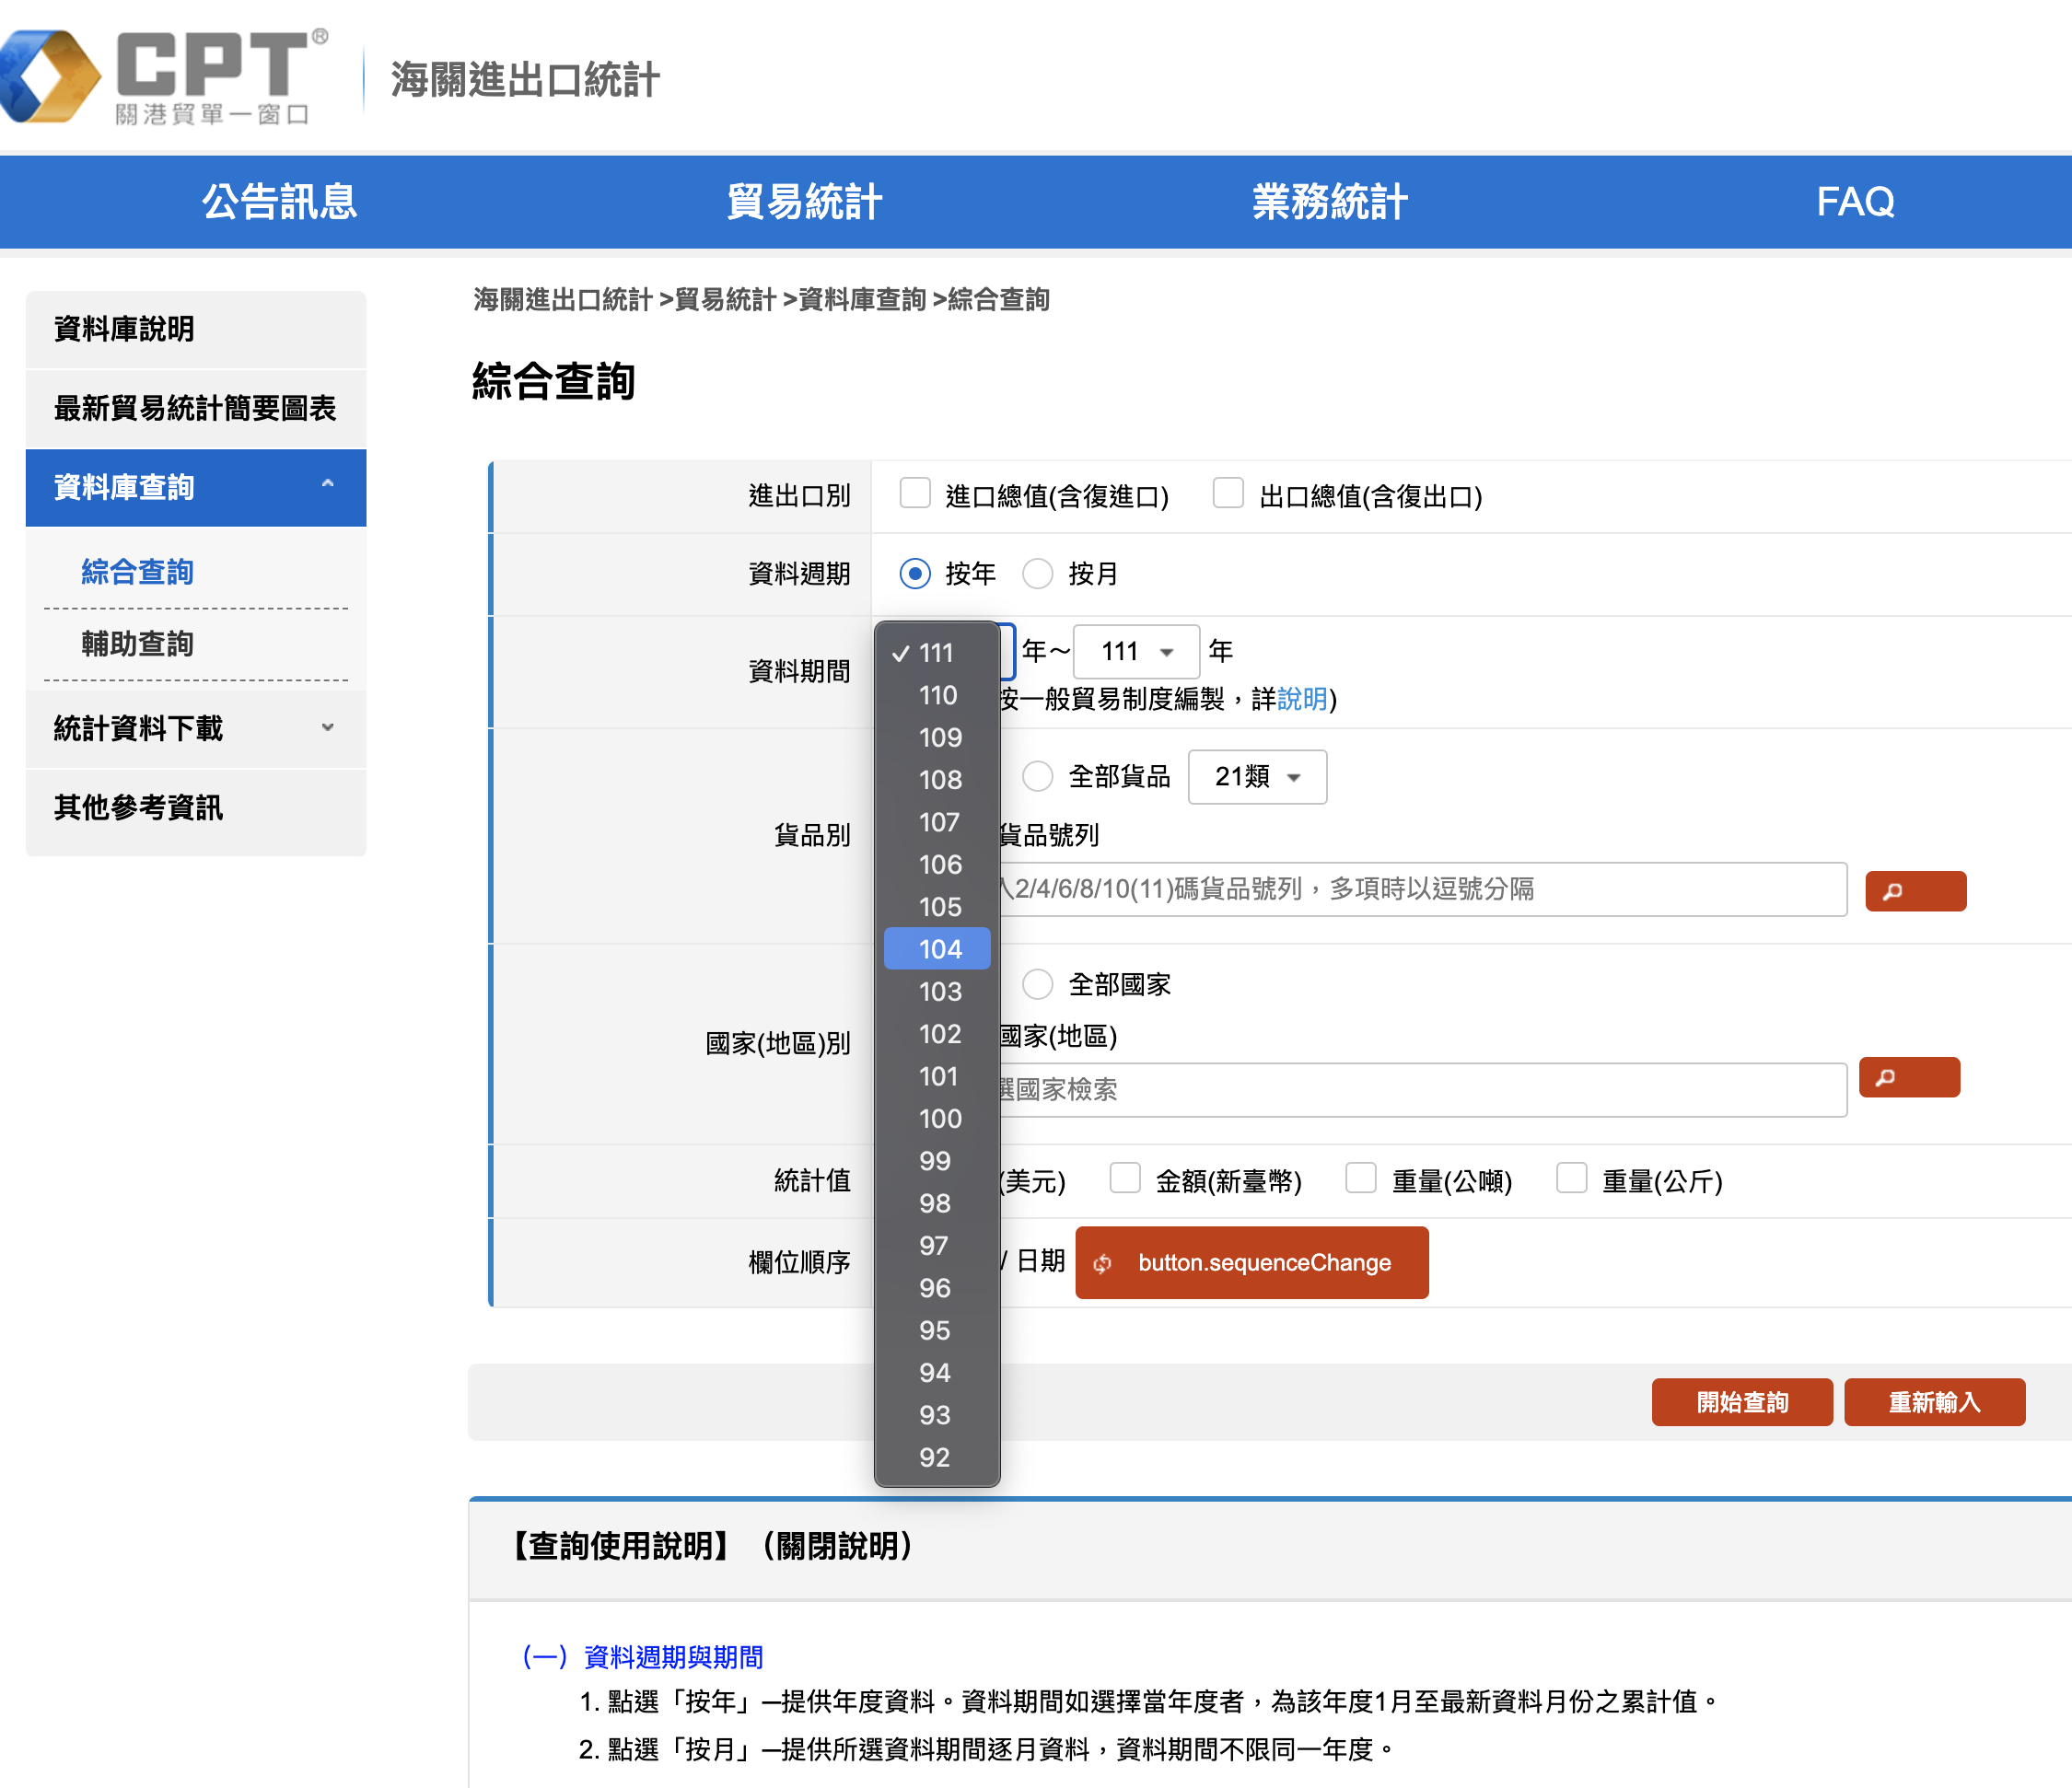 CPT®
關港貿單一窗口
海關進出口統計
公告訊息 貿易統計 業務統計 FAQ
資料庫說明
最新貿易統計簡要圖表
資料庫查詢
綜合查詢
輔助查詢
統計資料下載
其他參考資訊
海關進出口統計 >貿易統計 >資料庫查詢 >綜合查詢
綜合查詢
進出口別 進口總值(含復進口) 出口總值(含復出口)
資料週期 按年 按月
資料期間 年～ 111 年
按一般貿易制度編製，詳說明)
✓ 111
110
109
108
107
106
105
104
103
102
101
100
99
98
97
96
95
94
93
92
貨品別 全部貨品 21類
貨品號列
2/4/6/8/10(11)碼貨品號列，多項時以逗號分隔
國家(地區)別 全部國家
國家(地區)
選國家檢索
統計值 (美元) 金額(新臺幣) 重量(公噸) 重量(公斤)
欄位順序 / 日期 button.sequenceChange
開始查詢 重新輸入
【查詢使用說明】（關閉說明）
（一）資料週期與期間
1. 點選「按年」—提供年度資料。資料期間如選擇當年度者，為該年度1月至最新資料月份之累計值。
2. 點選「按月」—提供所選資料期間逐月資料，資料期間不限同一年度。